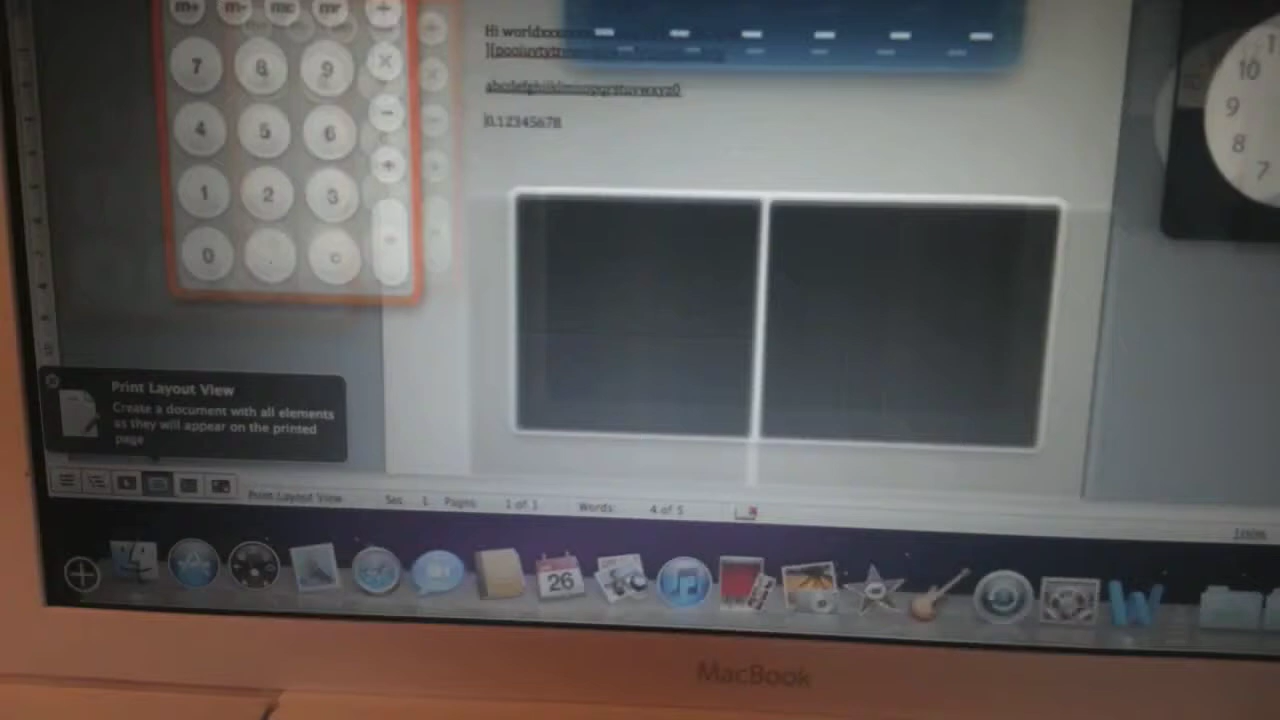 m+ m- mc mr ÷
7 8 9 ×
4 5 6 −
1 2 3 +
0 . c =
Hi
0.12345678
1
10
9
8
7
Print Layout View
Create a document with all elements
as they will appear on the printed
page
Print Layout View Sec 1 Pages: 1 of 1 Words: 4 of 5
26
W
MacBook